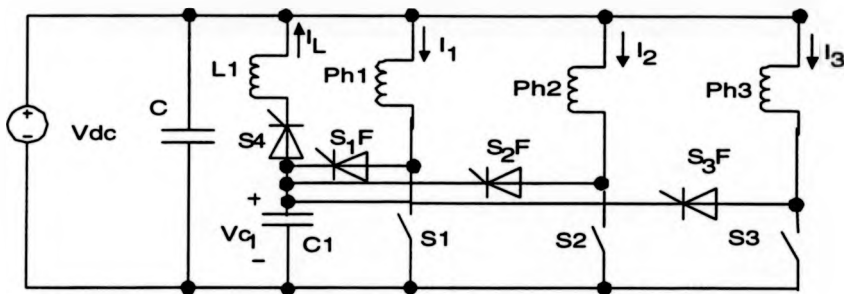 L1
I_L
Ph1
I_1
Ph2
I_2
Ph3
I_3
C
+
-
Vdc
S4
S_1F
S_2F
S_3F
+
Vc_1
-
C1
S1
S2
S3